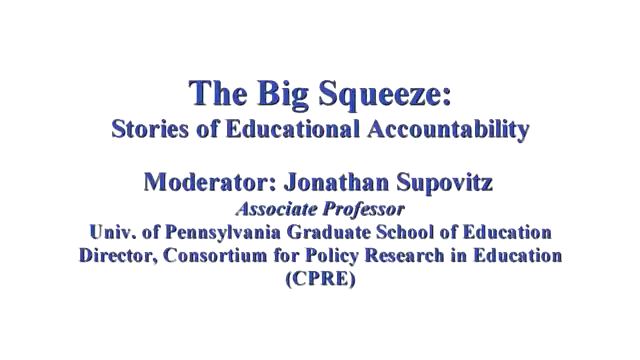 The Big Squeeze:
Stories of Educational Accountability
Moderator: Jonathan Supovitz
Associate Professor
Univ. of Pennsylvania Graduate School of Education
Director, Consortium for Policy Research in Education
(CPRE)